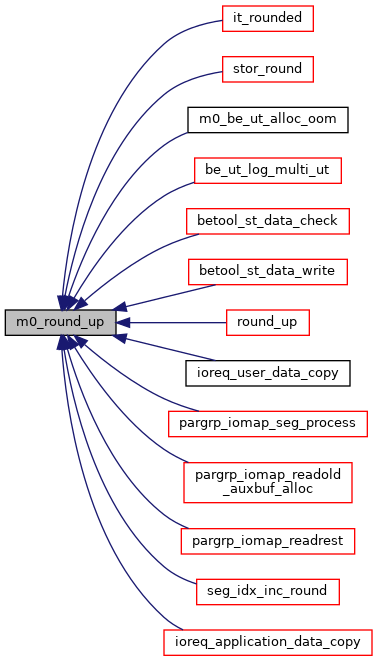 it_rounded
stor_round
m0_be_ut_alloc_oom
be_ut_log_multi_ut
betool_st_data_check
betool_st_data_write
m0_round_up
round_up
ioreq_user_data_copy
pargrp_iomap_seg_process
pargrp_iomap_readold
_auxbuf_alloc
pargrp_iomap_readrest
seg_idx_inc_round
ioreq_application_data_copy